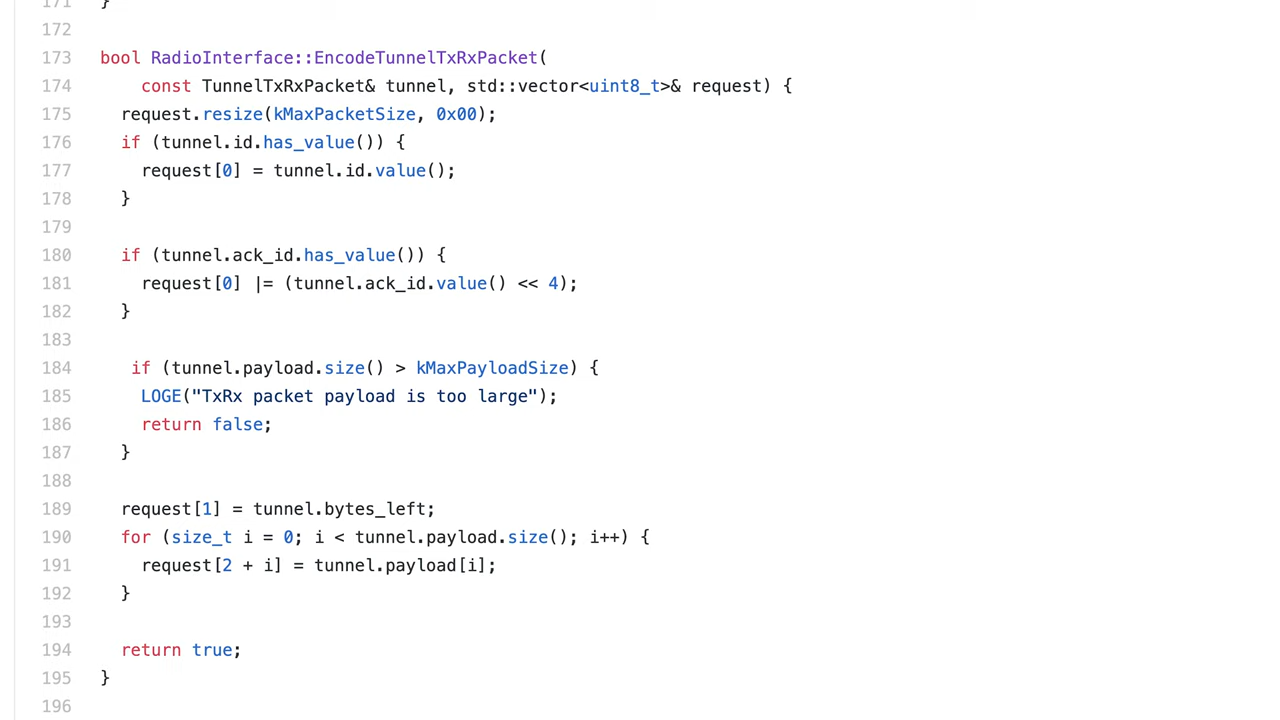 171 }
172
173 bool RadioInterface::EncodeTunnelTxRxPacket(
174     const TunnelTxRxPacket& tunnel, std::vector<uint8_t>& request) {
175   request.resize(kMaxPacketSize, 0x00);
176   if (tunnel.id.has_value()) {
177     request[0] = tunnel.id.value();
178   }
179
180   if (tunnel.ack_id.has_value()) {
181     request[0] |= (tunnel.ack_id.value() << 4);
182   }
183
184    if (tunnel.payload.size() > kMaxPayloadSize) {
185     LOGE("TxRx packet payload is too large");
186     return false;
187   }
188
189   request[1] = tunnel.bytes_left;
190   for (size_t i = 0; i < tunnel.payload.size(); i++) {
191     request[2 + i] = tunnel.payload[i];
192   }
193
194   return true;
195 }
196